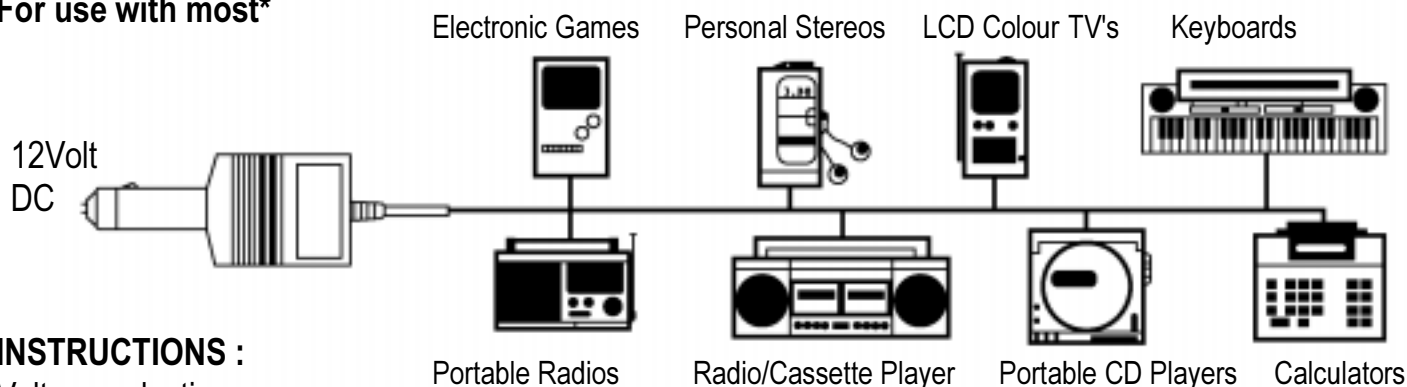 For use with most*
Electronic Games Personal Stereos LCD Colour TV's Keyboards
12Volt
DC
INSTRUCTIONS :
Portable Radios Radio/Cassette Player Portable CD Players Calculators